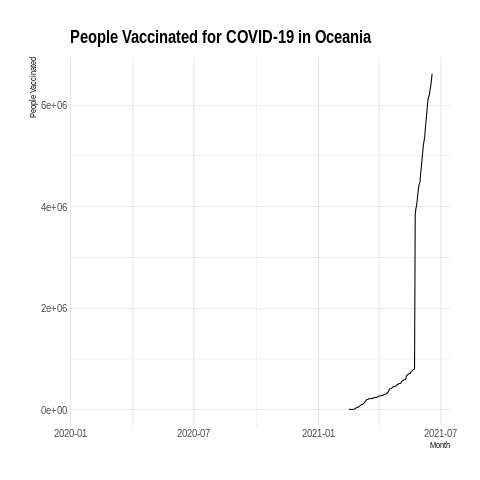 People Vaccinated for COVID-19 in Oceania
People Vaccinated
6e+06
4e+06
2e+06
0e+00
2020-01 2020-07 2021-01 2021-07
Month